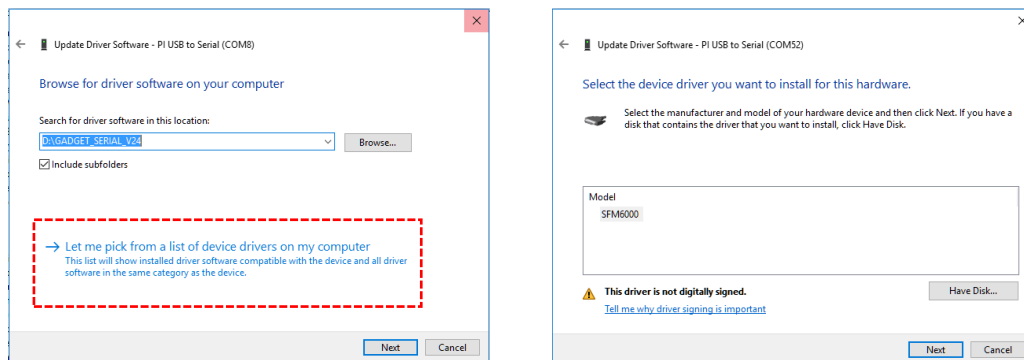 Update Driver Software - PI USB to Serial (COM8)
Browse for driver software on your computer
Search for driver software in this location:
D:\GADGET_SERIAL_V24
Browse...
Include subfolders
Let me pick from a list of device drivers on my computer
This list will show installed driver software compatible with the device and all driver
software in the same category as the device.
Next
Cancel
Update Driver Software - PI USB to Serial (COM52)
Select the device driver you want to install for this hardware.
Select the manufacturer and model of your hardware device and then click Next. If you have a
disk that contains the driver that you want to install, click Have Disk.
Model
SFM6000
This driver is not digitally signed.
Have Disk...
Tell me why driver signing is important
Next
Cancel